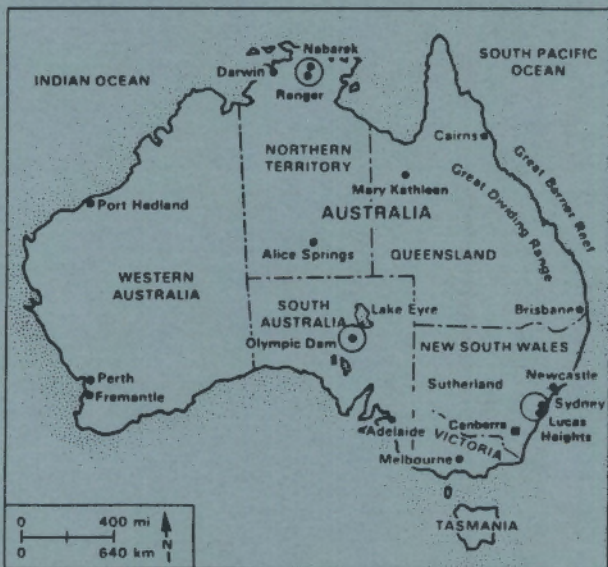 Nabarek
SOUTH PACIFIC
OCEAN
INDIAN OCEAN
Darwin
Ranger
Cairns
NORTHERN
TERRITORY
Great Barrier Reef
Mary Kathleen
Great Dividing Range
Port Hedland
AUSTRALIA
Alice Springs
QUEENSLAND
WESTERN
AUSTRALIA
SOUTH
AUSTRALIA
Lake Eyre
Brisbane
Olympic Dam
NEW SOUTH WALES
Perth
Fremantle
Sutherland
Newcastle
Sydney
Lucas
Heights
Adelaide
Canberra
VICTORIA
Melbourne
0 400 mi
0 640 km
N
TASMANIA